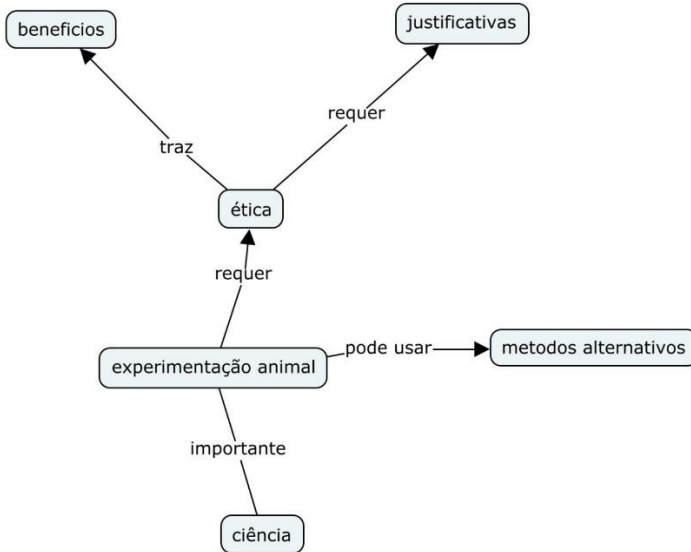 beneficios
justificativas
requer
traz
ética
requer
pode usar
metodos alternativos
experimentação animal
importante
ciência